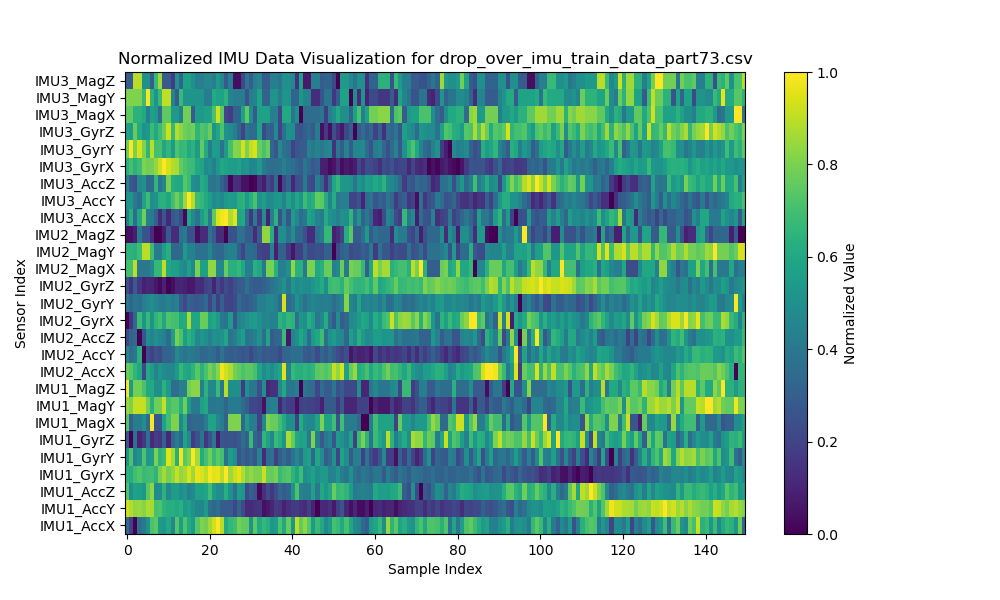 Normalized IMU Data Visualization for drop_over_imu_train_data_part73.csv
IMU3_MagZ
IMU3_MagY
IMU3_MagX
IMU3_GyrZ
IMU3_GyrY
IMU3_GyrX
IMU3_AccZ
IMU3_AccY
IMU3_AccX
IMU2_MagZ
IMU2_MagY
IMU2_MagX
IMU2_GyrZ
IMU2_GyrY
IMU2_GyrX
IMU2_AccZ
IMU2_AccY
IMU2_AccX
IMU1_MagZ
IMU1_MagY
IMU1_MagX
IMU1_GyrZ
IMU1_GyrY
IMU1_GyrX
IMU1_AccZ
IMU1_AccY
IMU1_AccX
Sensor Index
0 20 40 60 80 100 120 140
Sample Index
1.0
0.8
0.6
0.4
0.2
0.0
Normalized Value